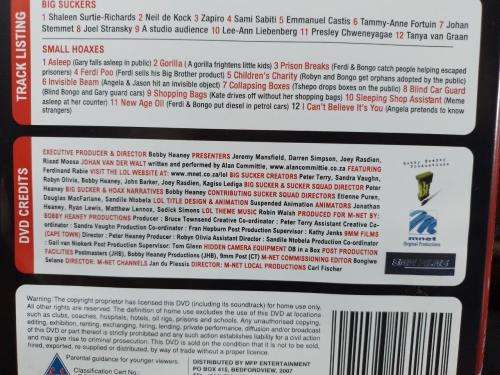 BIG SUCKERS
1 Shaleen Surtie-Richards 2 Neil de Kock 3 Zapiro 4 Sami Sabiti 5 Emmanuel Castis 6 Tammy-Anne Fortuin 7 Johan
Stemmet 8 Joel Stransky 9 A studio audience 10 Lee-Ann Liebenberg 11 Presley Chweneyagae 12 Tanya van Graan
SMALL HOAXES
1 Asleep (Gary falls asleep in public) 2 Gorilla (A gorilla frightens little kids) 3 Prison Breaks (Ferdi & Bongo catch people helping escaped
prisoners) 4 Ferdi Poo (Ferdi sells his Big Brother product) 5 Children's Charity (Robyn and Bongo get orphans adopted by the public)
6 Invisible Beam (Angela & Jason hit an invisible object) 7 Collapsing Boxes (Tshepo drops boxes on the public) 8 Blind Car Guard
(Blind Bongo and Gary guard cars) 9 Shopping Bags (Kate drives off without her shopping bags) 10 Sleeping Shop Assistant (Meme
asleep at her counter) 11 New Age Oil (Ferdi & Bongo put diesel in petrol cars) 12 I Can't Believe It's You (Angela pretends to know
strangers)
TRACK LISTING
DVD CREDITS
EXECUTIVE PRODUCER & DIRECTOR Bobby Heaney PRESENTERS Jeremy Mansfield, Darren Simpson, Joey Rasdien,
Riaad Moosa JOHAN VAN DER WALT written and performed by Alan Committie, www.alancommittie.co.za FEATURING
Ferdinand Rabie VISIT THE LOL WEBSITE AT: www.mnet.co.za/lol BIG SUCKER CREATORS Peter Terry, Sandra Vaughn,
Robyn Olivia, Bobby Heaney, John Barker, Joey Rasdien, Kagiso Lediga BIG SUCKER & SUCKER SQUAD DIRECTOR Peter
Heaney BIG SUCKER & HOAX NARRATIVES Bobby Heaney CONTRIBUTING SUCKER SQUAD DIRECTORS Etienne Puren,
Douglas MacFarlane, Sandile Ntobela LOL TITLE DESIGN & ANIMATION Suspended Animation ANIMATORS Jonathan
Heaney, Ryan Lewis, Matthew Lennox, Sedick Simons LOL THEME MUSIC Robin Walsh PRODUCED FOR M-NET BY:
BOBBY HEANEY PRODUCTIONS Producer : Bruce Townsend Creative Co-ordinator : Peter Terry Assistant Creative Co-
ordinator : Sandra Vaughn Production Co-ordinator : Fran Hepburn Post Production Supervisor : Kathy Janks 9MM FILMS
(CAPE TOWN) Director : Peter Heaney Producer : Robyn Olivia Assistant Director : Sandile Ntobela Production Co-ordinator
: Gail van Niekerk Post Production Supervisor: Tom Glenn HIDDEN CAMERA EQUIPMENT OB in a Box POST PRODUCTION
FACILITIES Postmasters (JHB), Bobby Heaney Productions (JHB), 9mm Post (CT) M-NET COMMISSIONING EDITOR Bongiwe
Selane DIRECTOR: M-NET CHANNELS Jan du Plessis DIRECTOR: M-NET LOCAL PRODUCTIONS Carl Fischer
Bobby Heaney
Productions
mnet
Original Productions
Warning: The copyright proprietor has licensed this DVD (including its soundtrack) for home use only.
All other rights are reserved. The definition of home use excludes the use of this DVD at locations
such as clubs, coaches, hospitals, hotels, oil rigs, prisons and schools. Any unauthorised copying,
editing, exhibition, renting, exchanging, hiring, lending, private performance, diffusion and/or broadcast
of this DVD or part thereof is strictly prohibited and any such action establishes liability for a civil action
and may give rise to criminal prosecution. This DVD is sold on the condition that it is not to be sold,
hired, exported, re supplied or distributed, by way of trade without a proper licence.
Parental guidance for younger viewers.
Classification Cert No.
DISTRIBUTED BY MFP ENTERTAINMENT
PO BOX 415, BEDFORDVIEW, 2007